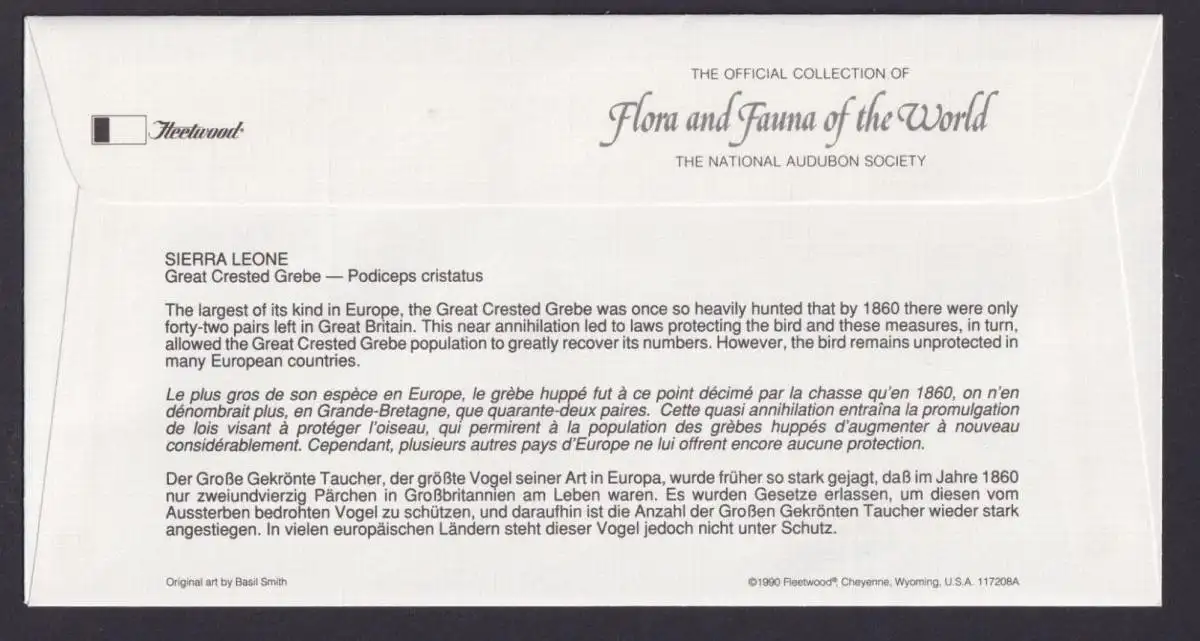 THE OFFICIAL COLLECTION OF
Flora and Fauna of the World
THE NATIONAL AUDUBON SOCIETY
Fleetwood®
SIERRA LEONE
Great Crested Grebe — Podiceps cristatus
The largest of its kind in Europe, the Great Crested Grebe was once so heavily hunted that by 1860 there were only
forty-two pairs left in Great Britain. This near annihilation led to laws protecting the bird and these measures, in turn,
allowed the Great Crested Grebe population to greatly recover its numbers. However, the bird remains unprotected in
many European countries.
Le plus gros de son espèce en Europe, le grèbe huppé fut à ce point décimé par la chasse qu'en 1860, on n'en
dénombrait plus, en Grande-Bretagne, que quarante-deux paires. Cette quasi annihilation entraîna la promulgation
de lois visant à protéger l'oiseau, qui permirent à la population des grèbes huppés d'augmenter à nouveau
considérablement. Cependant, plusieurs autres pays d'Europe ne lui offrent encore aucune protection.
Der Große Gekrönte Taucher, der größte Vogel seiner Art in Europa, wurde früher so stark gejagt, daß im Jahre 1860
nur zweiundvierzig Pärchen in Großbritannien am Leben waren. Es wurden Gesetze erlassen, um diesen vom
Aussterben bedrohten Vogel zu schützen, und daraufhin ist die Anzahl der Großen Gekrönten Taucher wieder stark
angestiegen. In vielen europäischen Ländern steht dieser Vogel jedoch nicht unter Schutz.
Original art by Basil Smith
©1990 Fleetwood®, Cheyenne, Wyoming, U.S.A. 117208A